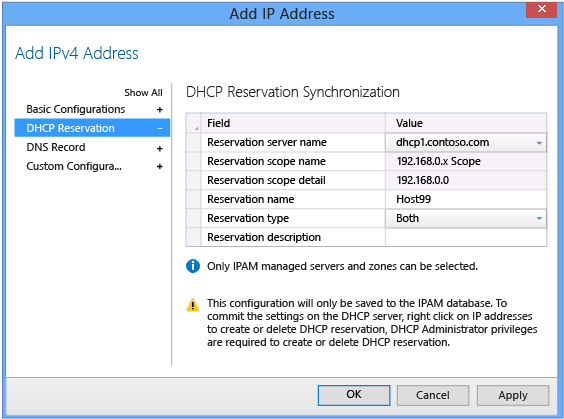 Add IP Address
Add IPv4 Address
Show All
Basic Configurations +
DHCP Reservation −
DNS Record +
Custom Configura... +
DHCP Reservation Synchronization
Field Value
Reservation server name dhcp1.contoso.com
Reservation scope name 192.168.0.x Scope
Reservation scope detail 192.168.0.0
Reservation name Host99
Reservation type Both
Reservation description
Only IPAM managed servers and zones can be selected.
This configuration will only be saved to the IPAM database. To
commit the settings on the DHCP server, right click on IP addresses
to create or delete DHCP reservation, DHCP Administrator privileges
are required to create or delete DHCP reservation.
OK Cancel Apply